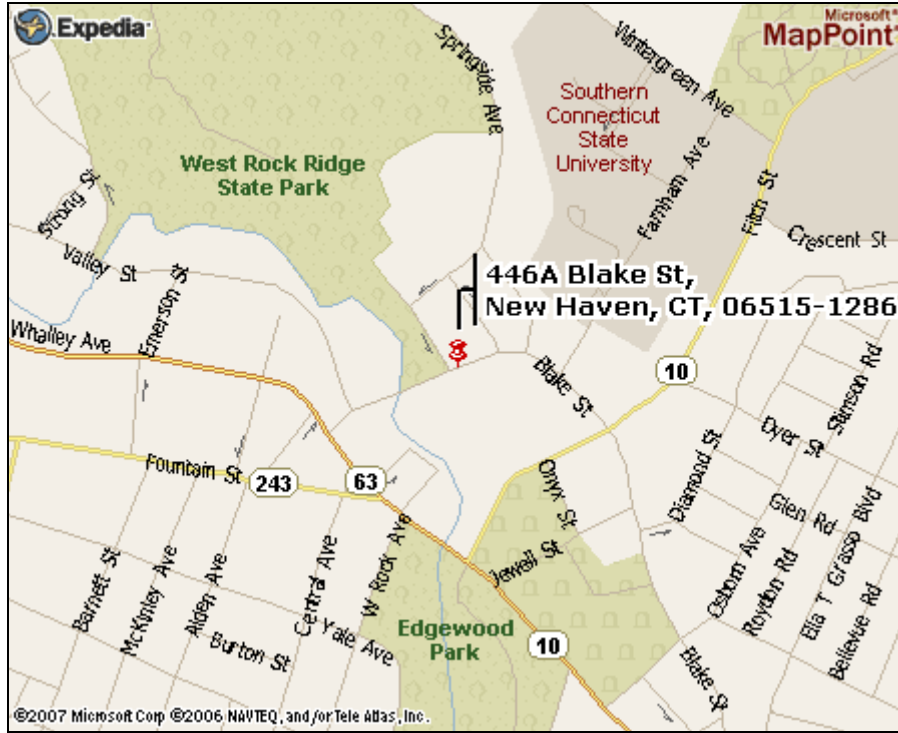 Expedia
Microsoft®
MapPoint®
Springside Ave
Wintergreen Ave
Southern
Connecticut
State
University
West Rock Ridge
State Park
Farnham Ave
Fitch St
Strong St
Crescent St
Valley St
Emerson St
446A Blake St,
New Haven, CT, 06515-1286
Whalley Ave
10
Blake St
Stimson Rd
Dyer St
Diamond St
Fountain St
243
63
Onyx St
Glen Rd
Jewell St
Osborn Ave
Roydon Rd
Ella T Grasso Blvd
Bellevue Rd
Barnett St
McKinley Ave
Alden Ave
Central Ave
W Rock Ave
Burton St
Yale Ave
Edgewood
Park
10
Blake St
©2007 Microsoft Corp ©2006 NAVTEQ, and/or Tele Atlas, Inc.